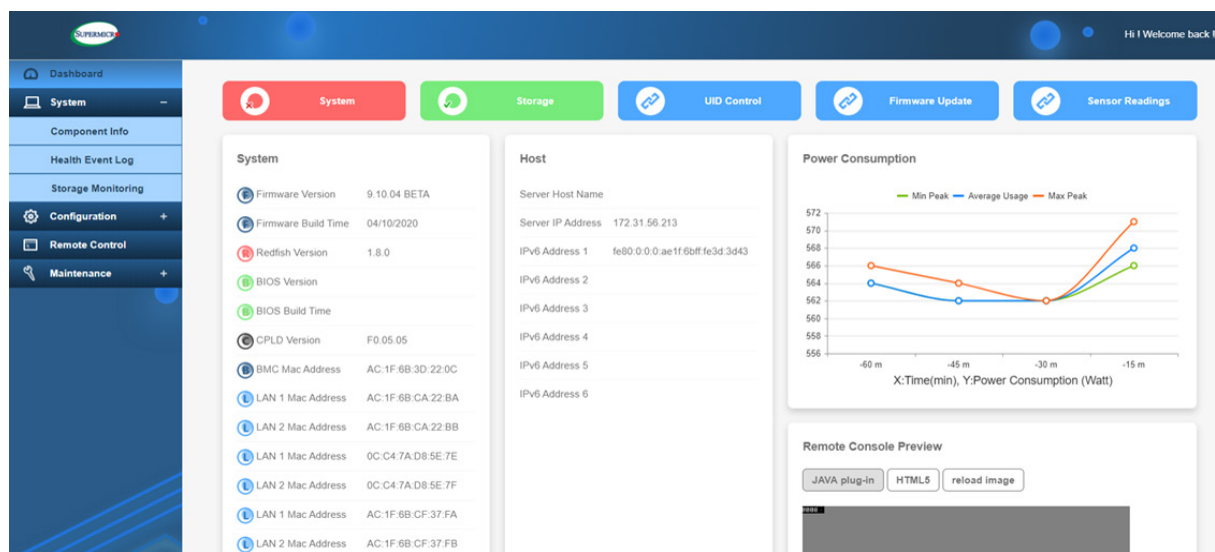 SUPERMICR
Hi ! Welcome back !
Dashboard
System –
Component Info
Health Event Log
Storage Monitoring
Configuration +
Remote Control
Maintenance +
System
Storage
UID Control
Firmware Update
Sensor Readings
System
Firmware Version 9.10.04 BETA
Firmware Build Time 04/10/2020
Redfish Version 1.8.0
BIOS Version
BIOS Build Time
CPLD Version F0.05.05
BMC Mac Address AC:1F:6B:3D:22:0C
LAN 1 Mac Address AC:1F:6B:CA:22:BA
LAN 2 Mac Address AC:1F:6B:CA:22:BB
LAN 1 Mac Address 0C:C4:7A:D8:5E:7E
LAN 2 Mac Address 0C:C4:7A:D8:5E:7F
LAN 1 Mac Address AC:1F:6B:CF:37:FA
LAN 2 Mac Address AC:1F:6B:CF:37:FB
Host
Server Host Name
Server IP Address 172.31.56.213
IPv6 Address 1 fe80:0:0:0:ae1f:6bff:fe3d:3d43
IPv6 Address 2
IPv6 Address 3
IPv6 Address 4
IPv6 Address 5
IPv6 Address 6
Power Consumption
Min Peak Average Usage Max Peak
572
570
568
566
564
562
560
558
556
-60 m -45 m -30 m -15 m
X:Time(min), Y:Power Consumption (Watt)
Remote Console Preview
JAVA plug-in HTML5 reload image